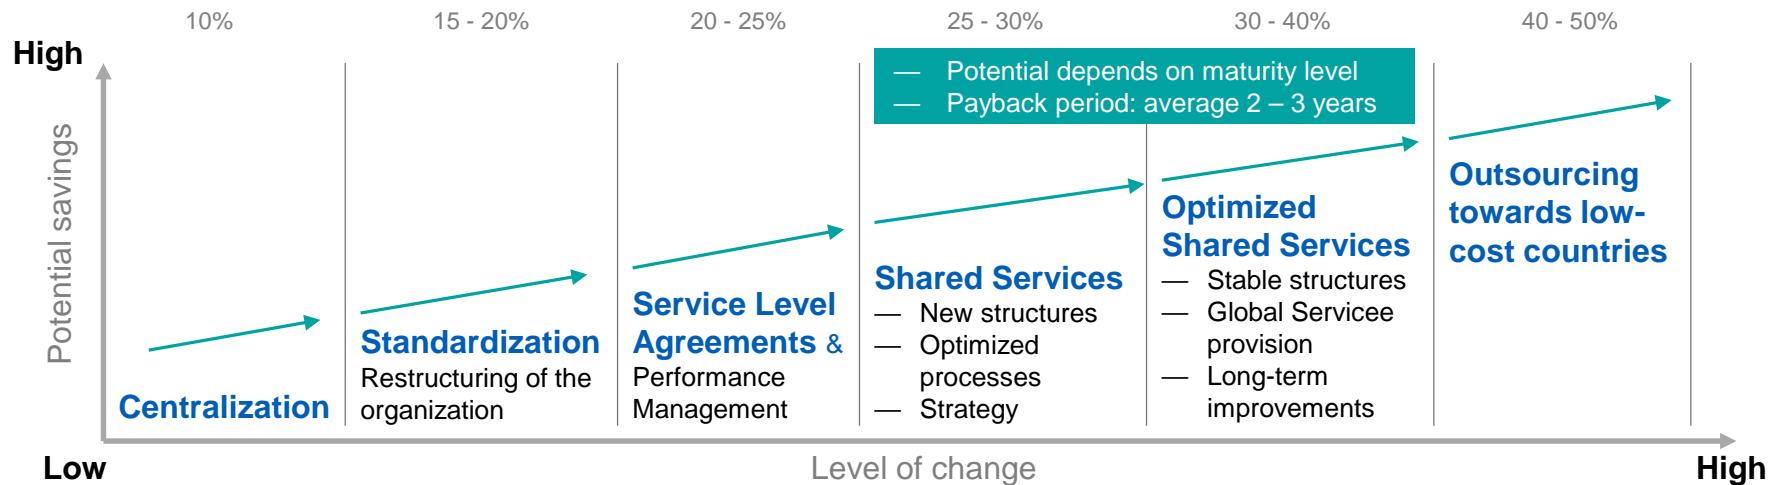 10%
15 - 20%
20 - 25%
25 - 30%
30 - 40%
40 - 50%
High
Potential savings
— Potential depends on maturity level
— Payback period: average 2 – 3 years
Centralization
Standardization
Restructuring of the
organization
Service Level
Agreements &
Performance
Management
Shared Services
— New structures
— Optimized
processes
— Strategy
Optimized
Shared Services
— Stable structures
— Global Servicee
provision
— Long-term
improvements
Outsourcing
towards low-
cost countries
Low
Level of change
High